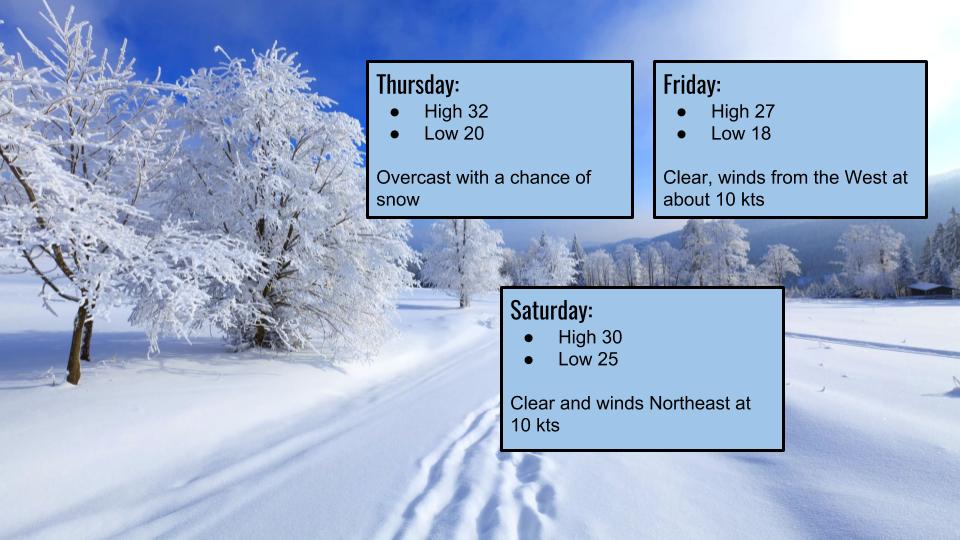 Thursday:
● High 32
● Low 20
Overcast with a chance of
snow
Friday:
● High 27
● Low 18
Clear, winds from the West at
about 10 kts
Saturday:
● High 30
● Low 25
Clear and winds Northeast at
10 kts